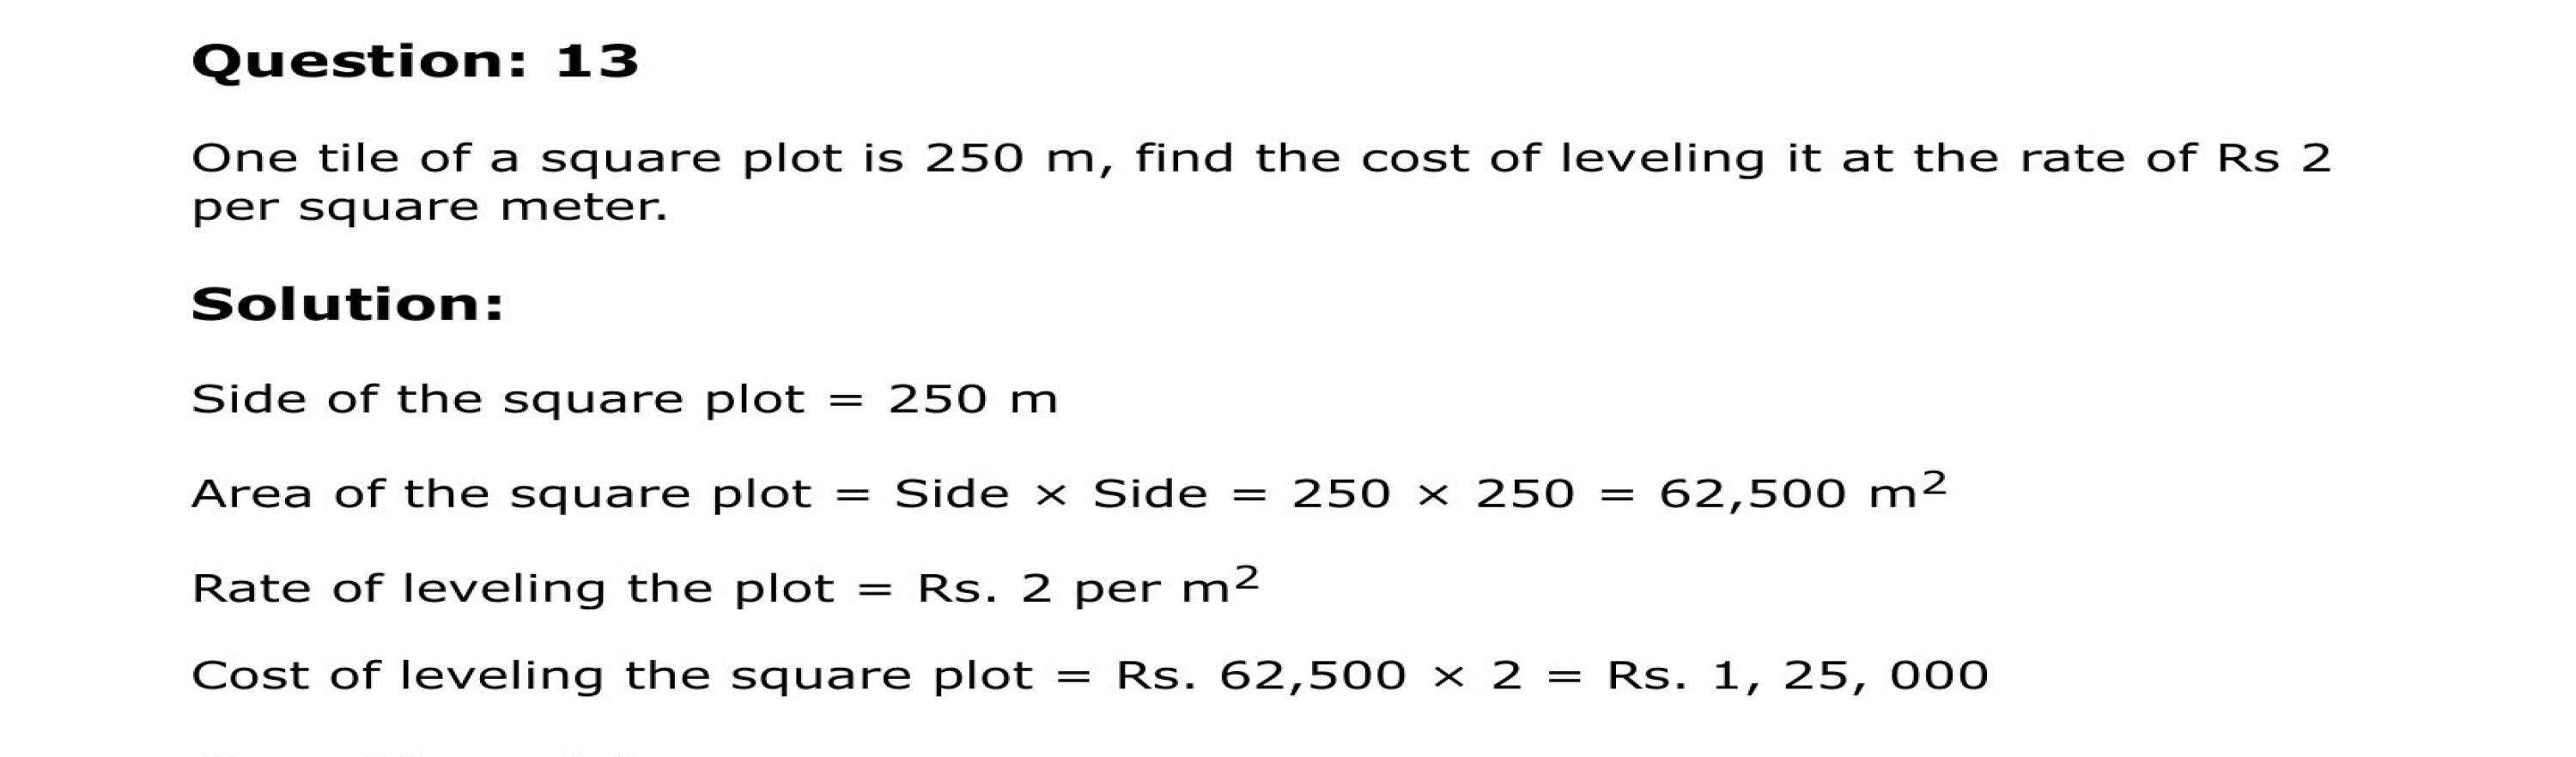 Question: 13
One tile of a square plot is 250 m, find the cost of leveling it at the rate of Rs 2
per square meter.
Solution:
Side of the square plot = 250 m
Area of the square plot = Side × Side = 250 × 250 = 62,500 m²
Rate of leveling the plot = Rs. 2 per m²
Cost of leveling the square plot = Rs. 62,500 × 2 = Rs. 1, 25, 000